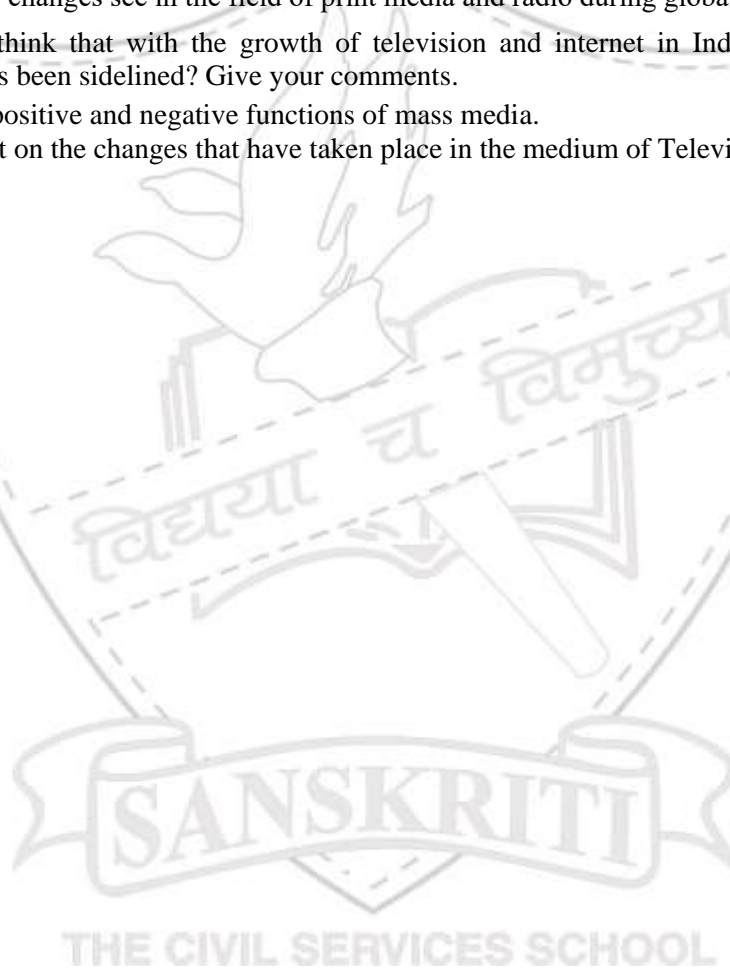 changes see in the field of print media and radio during global
think that with the growth of television and internet in Ind
s been sidelined? Give your comments.
positive and negative functions of mass media.
t on the changes that have taken place in the medium of Televi
विद्यया च विमुच्य
SANSKRITI
THE CIVIL SERVICES SCHOOL